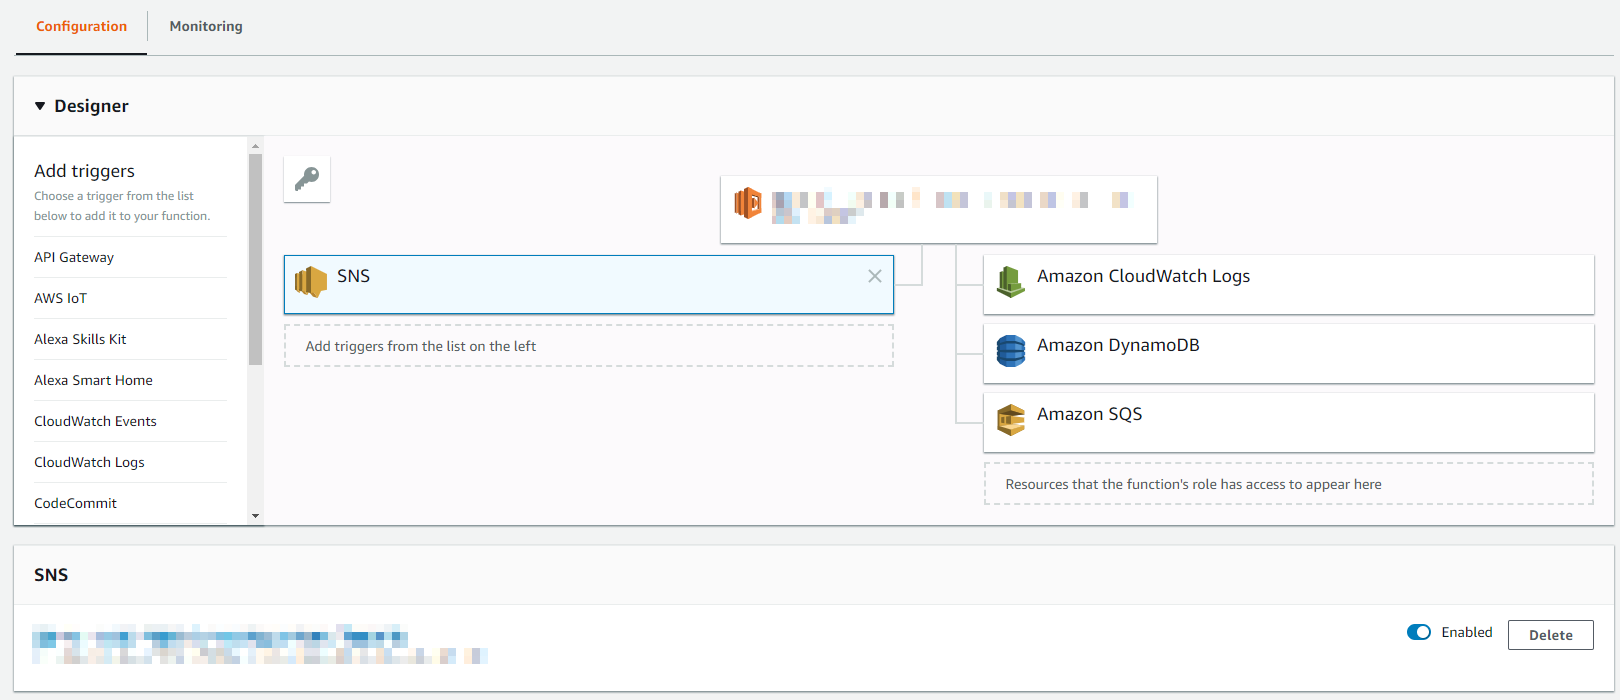 Configuration
Monitoring
Designer
Add triggers
Choose a trigger from the list
below to add it to your function.
API Gateway
AWS IoT
Alexa Skills Kit
Alexa Smart Home
CloudWatch Events
CloudWatch Logs
CodeCommit
SNS
Add triggers from the list on the left
Amazon CloudWatch Logs
Amazon DynamoDB
Amazon SQS
Resources that the function's role has access to appear here
SNS
Enabled
Delete